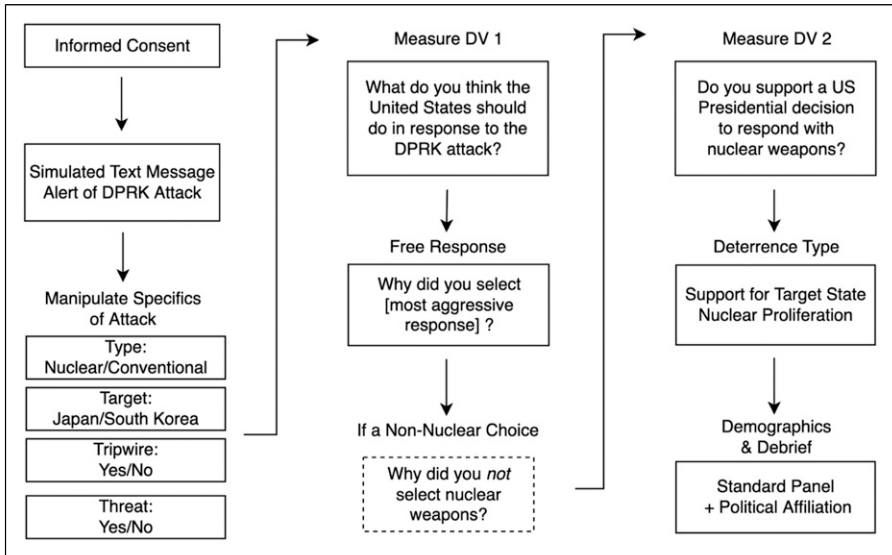 Informed Consent
Simulated Text Message
Alert of DPRK Attack
Manipulate Specifics
of Attack
Type:
Nuclear/Conventional
Target:
Japan/South Korea
Tripwire:
Yes/No
Threat:
Yes/No
Measure DV 1
What do you think the
United States should
do in response to the
DPRK attack?
Free Response
Why did you select
[most aggressive
response] ?
If a Non-Nuclear Choice
Why did you not
select nuclear
weapons?
Measure DV 2
Do you support a US
Presidential decision
to respond with
nuclear weapons?
Deterrence Type
Support for Target State
Nuclear Proliferation
Demographics
& Debrief
Standard Panel
+ Political Affiliation